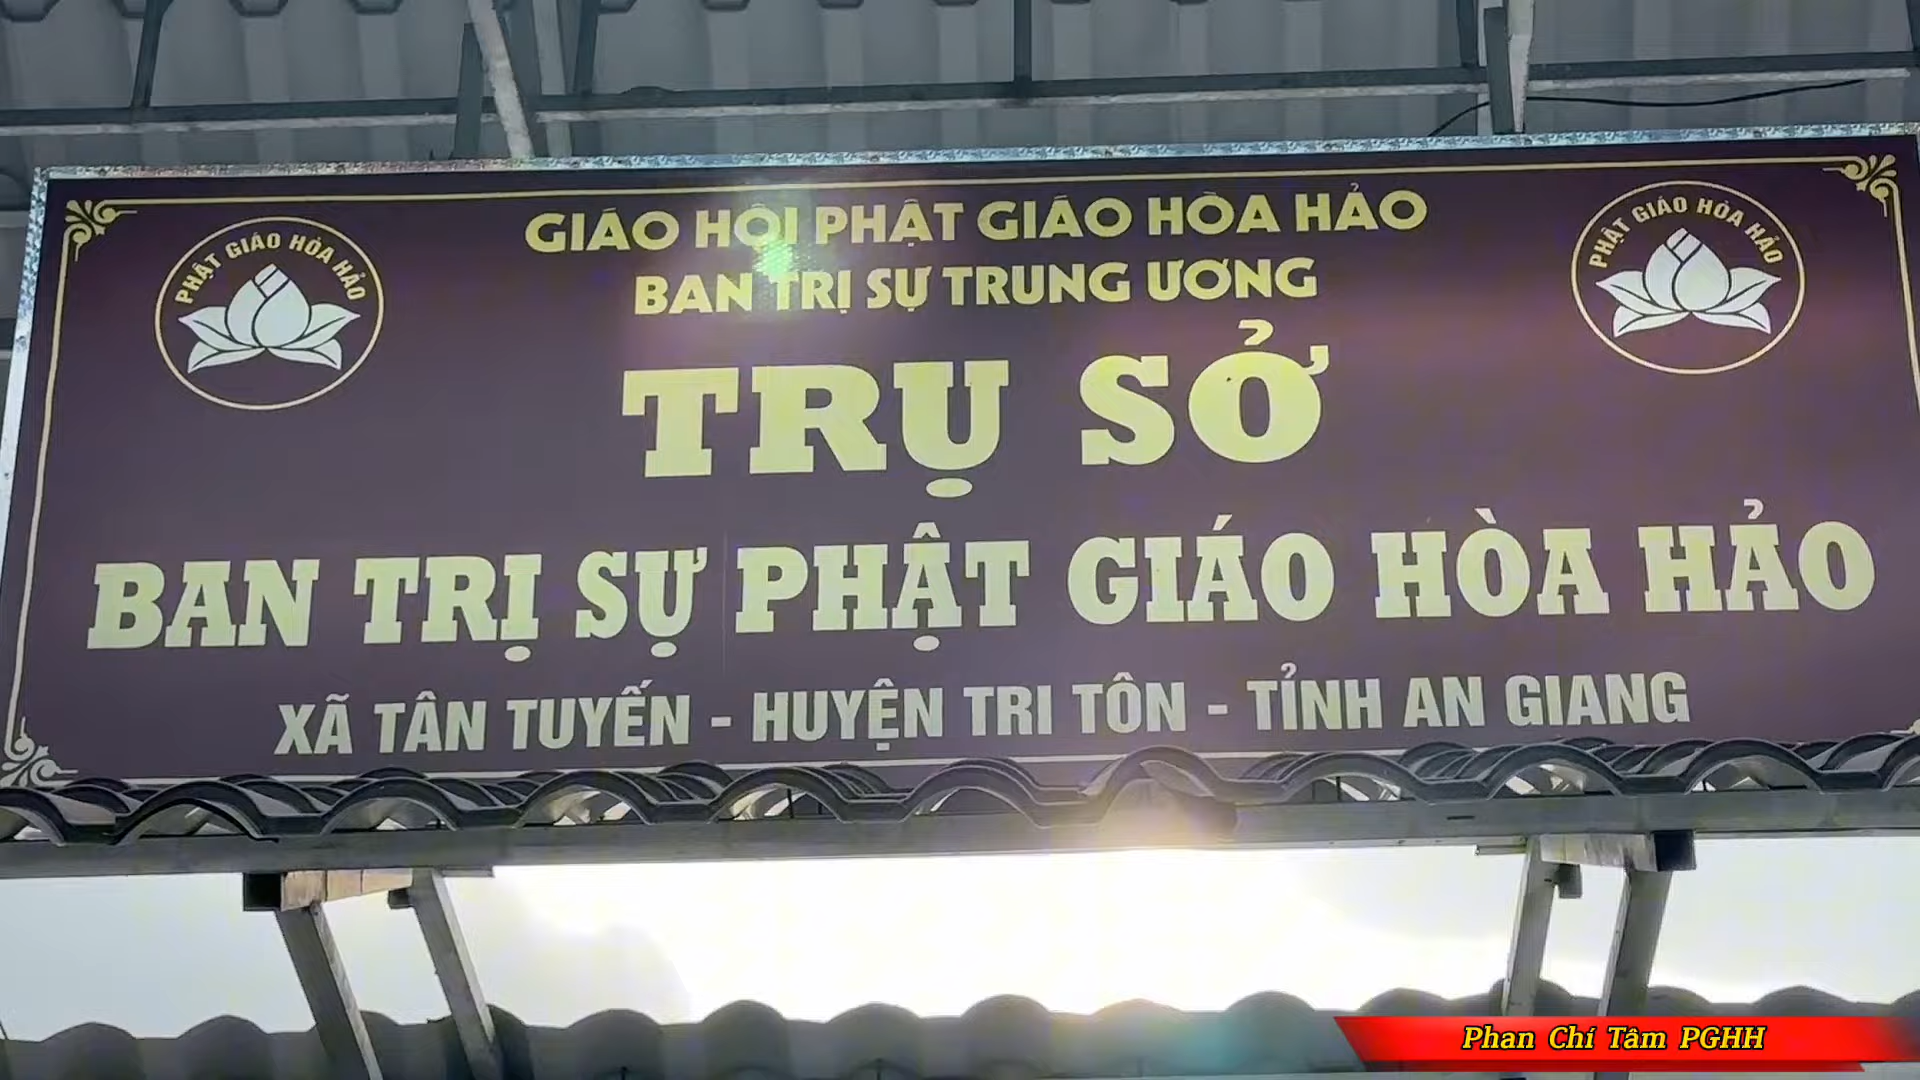 GIÁO HỘI PHẬT GIÁO HÒA HẢO
BAN TRỊ SỰ TRUNG ƯƠNG
PHẬT GIÁO HÒA HẢO
PHẬT GIÁO HÒA HẢO
TRỤ SỞ
BAN TRỊ SỰ PHẬT GIÁO HÒA HẢO
XÃ TÂN TUYẾN - HUYỆN TRI TÔN - TỈNH AN GIANG
Phan Chí Tâm PGHH